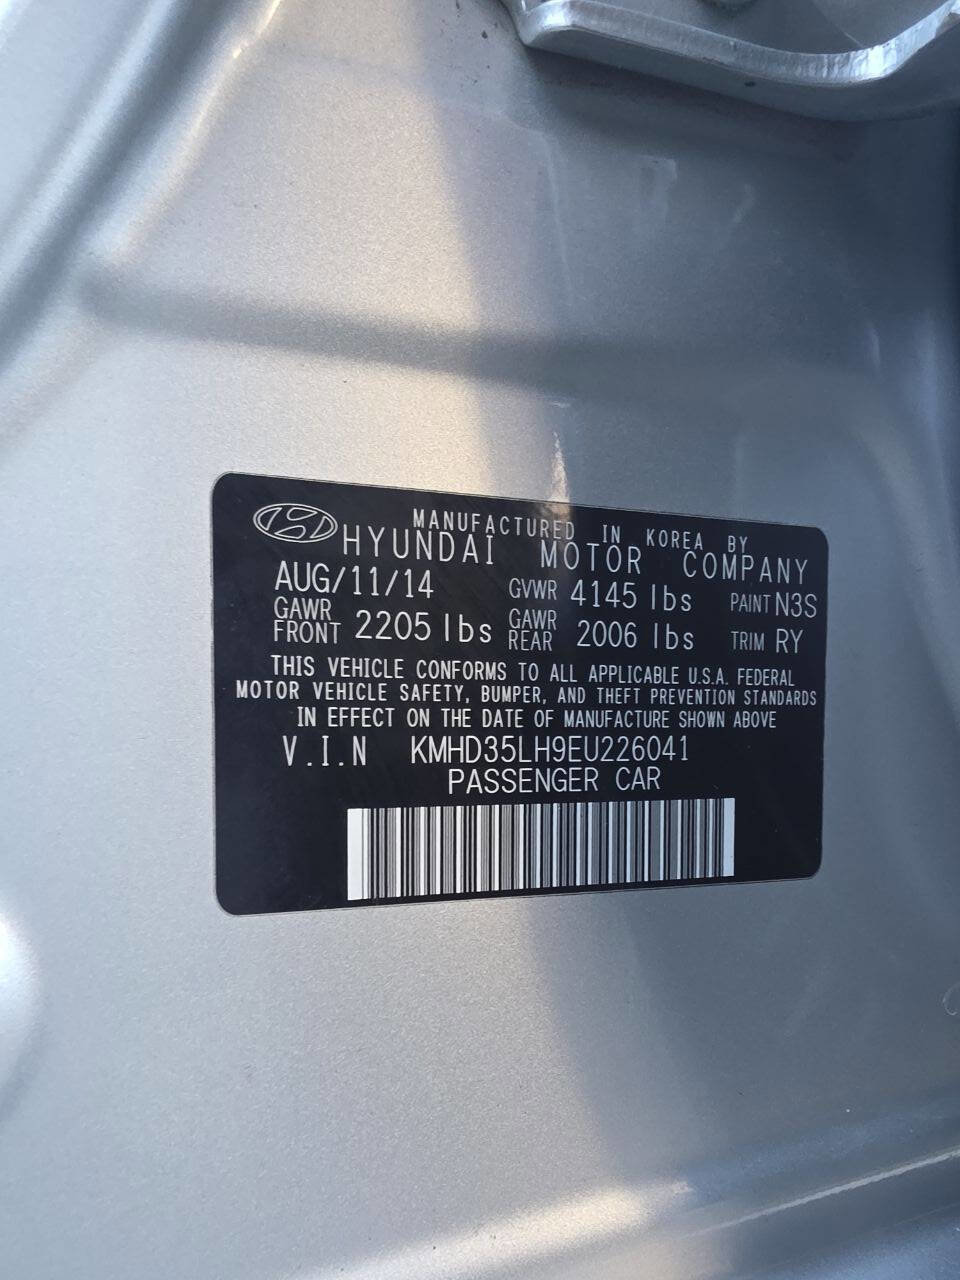 MANUFACTURED IN KOREA BY
HYUNDAI MOTOR COMPANY
AUG/11/14 GVWR 4145 lbs PAINT N3S
GAWR FRONT 2205 lbs GAWR REAR 2006 lbs TRIM RY
THIS VEHICLE CONFORMS TO ALL APPLICABLE U.S.A. FEDERAL
MOTOR VEHICLE SAFETY, BUMPER, AND THEFT PREVENTION STANDARDS
IN EFFECT ON THE DATE OF MANUFACTURE SHOWN ABOVE
V.I.N KMHD35LH9EU226041
PASSENGER CAR